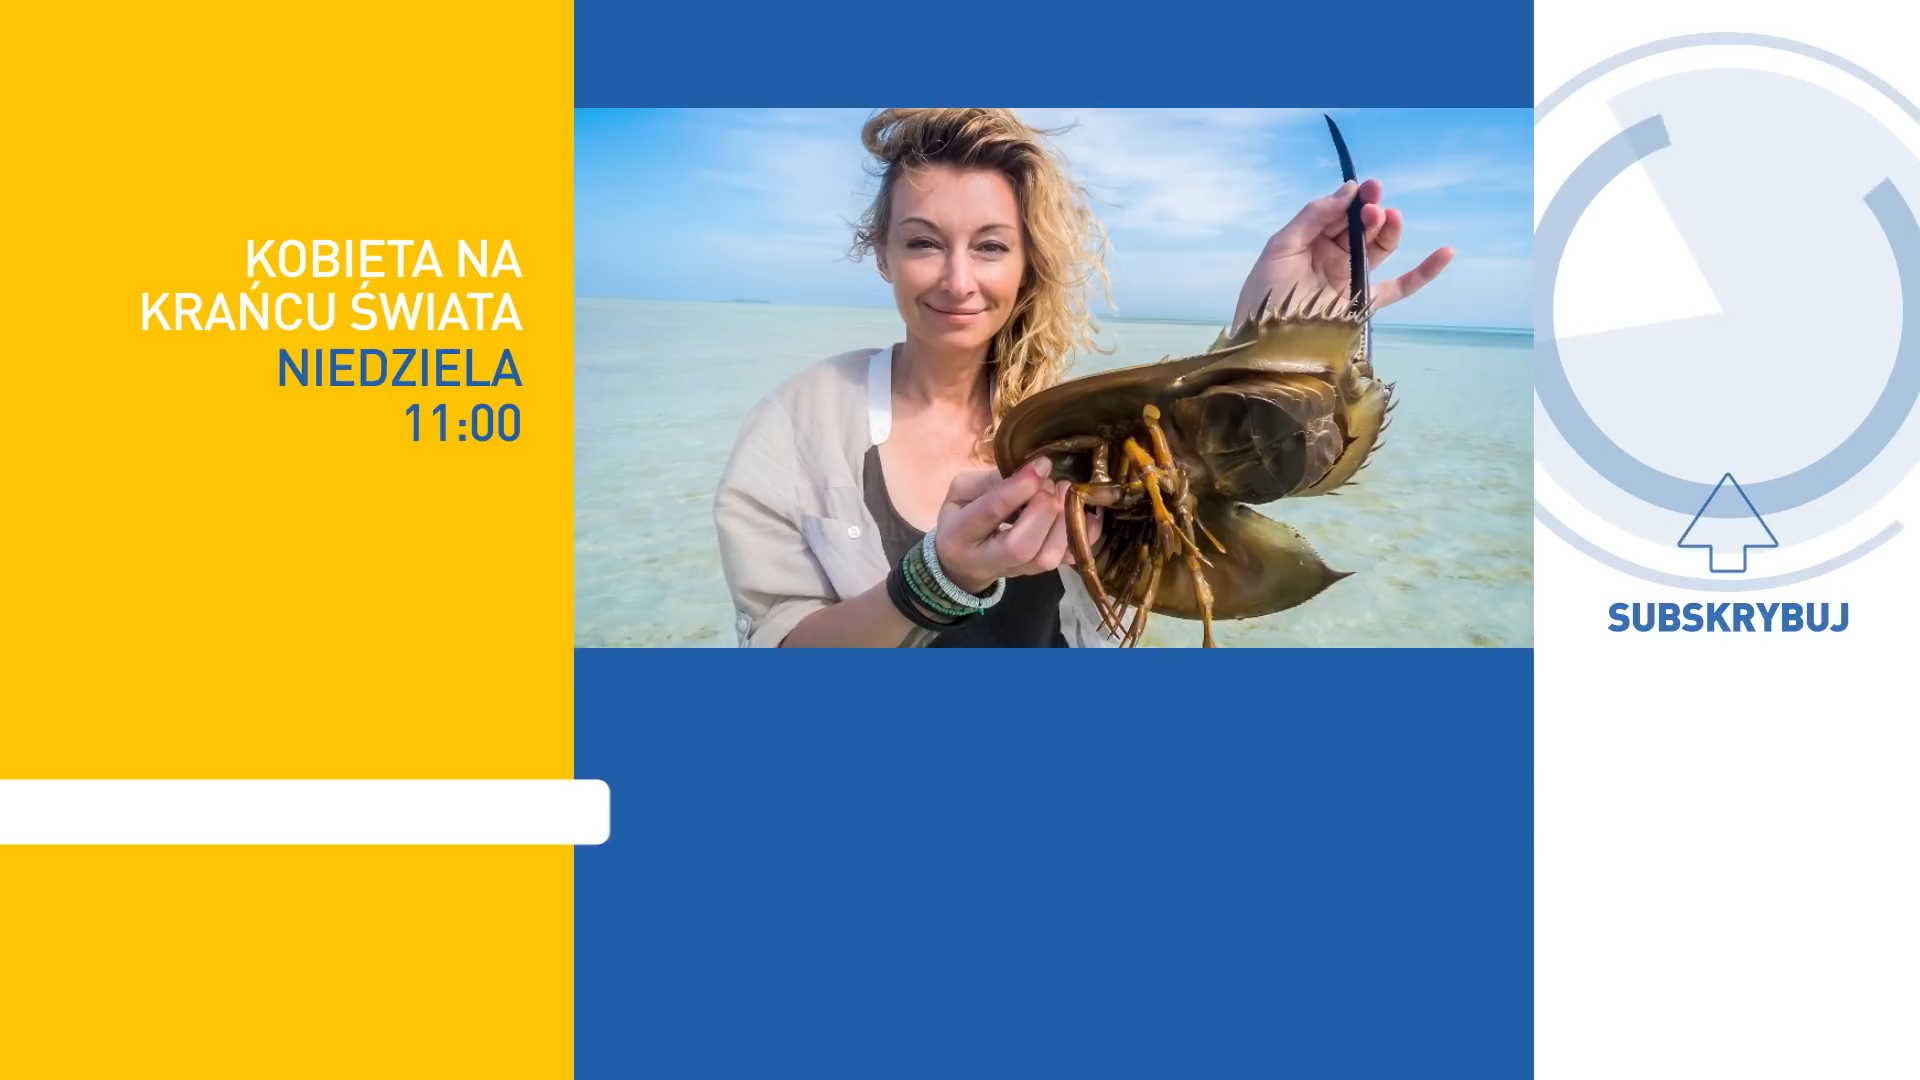 KOBIETA NA
KRAŃCU ŚWIATA
NIEDZIELA
11:00
SUBSKRYBUJ